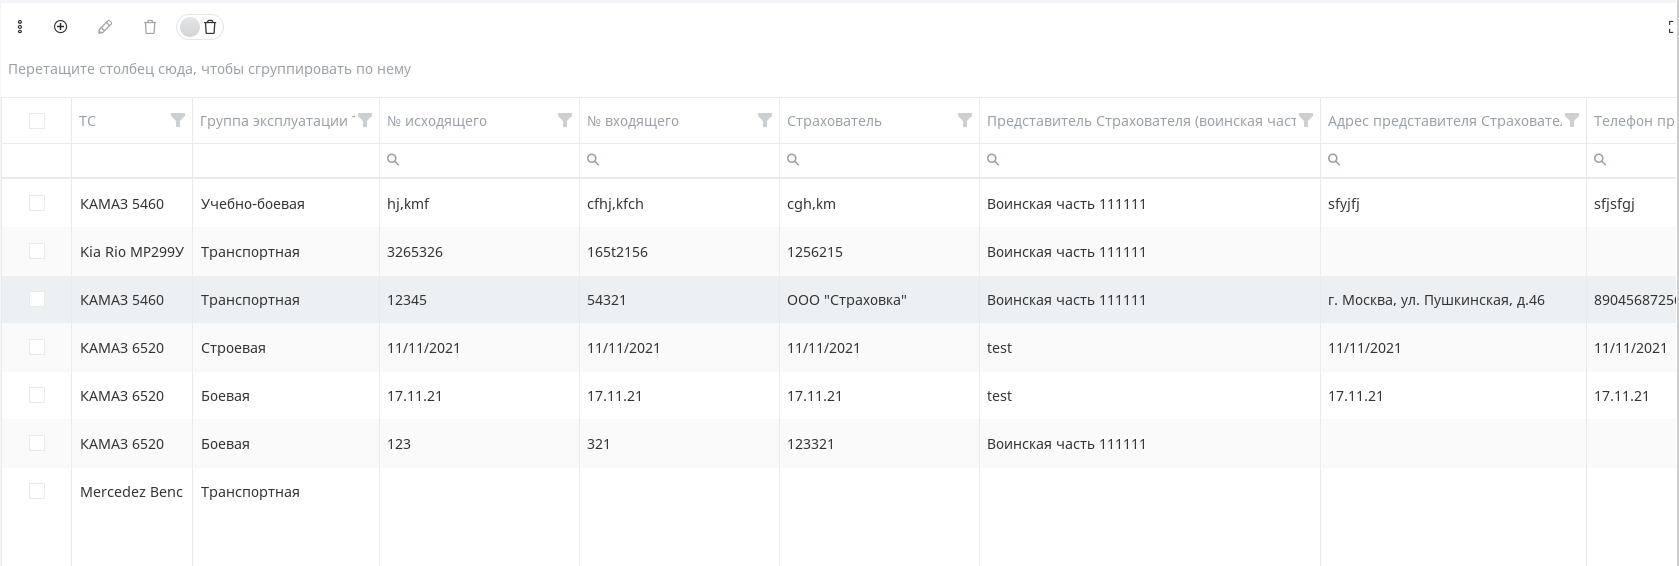 Перетащите столбец сюда, чтобы сгруппировать по нему
ТС Группа эксплуатации № исходящего № входящего Страхователь Представитель Страхователя (воинская част Адрес представителя Страховате. Телефон пр
КАМАЗ 5460 Учебно-боевая hj,kmf cfhj,kfch cgh,km Воинская часть 111111 sfyjfj sfjsfgj
Kia Rio МР299У Транспортная 3265326 165t2156 1256215 Воинская часть 111111
КАМАЗ 5460 Транспортная 12345 54321 ООО "Страховка" Воинская часть 111111 г. Москва, ул. Пушкинская, д.46 8904568725
КАМАЗ 6520 Строевая 11/11/2021 11/11/2021 11/11/2021 test 11/11/2021 11/11/2021
КАМАЗ 6520 Боевая 17.11.21 17.11.21 17.11.21 test 17.11.21 17.11.21
КАМАЗ 6520 Боевая 123 321 123321 Воинская часть 111111
Mercedez Benc Транспортная